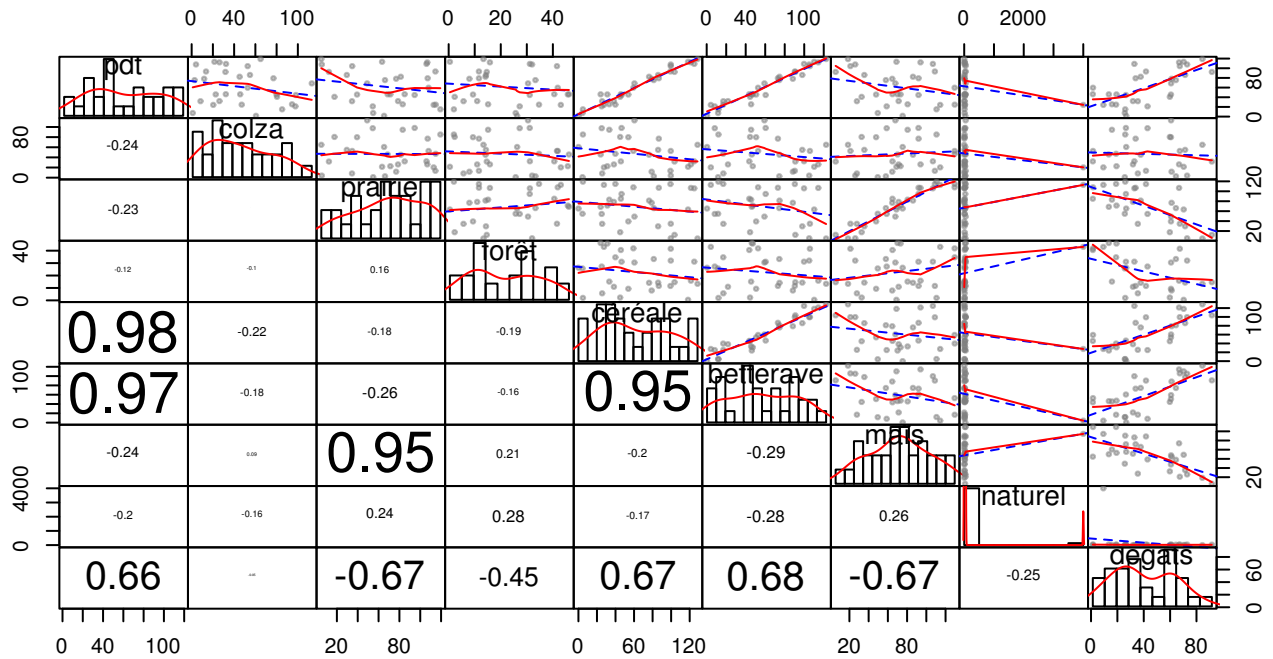 0 40 100 0 20 40 0 40 100 0 2000
pdt 0 80
0 80 -0.24 colza
-0.23 prairie 20 120
0 40 -0.12 -0.1 0.16 forêt
0.98 -0.22 -0.18 -0.19 céréale 0 100
0 100 0.97 -0.18 -0.26 -0.16 0.95 betterave
-0.24 0.09 0.95 0.21 -0.2 -0.29 maïs 20
0 4000 -0.2 -0.16 0.24 0.28 -0.17 -0.28 0.26 naturel
0.66 -0.67 -0.45 0.67 0.68 -0.67 -0.25 dégâts 0 60
0 40 100 20 80 0 60 120 20 80 0 40 80